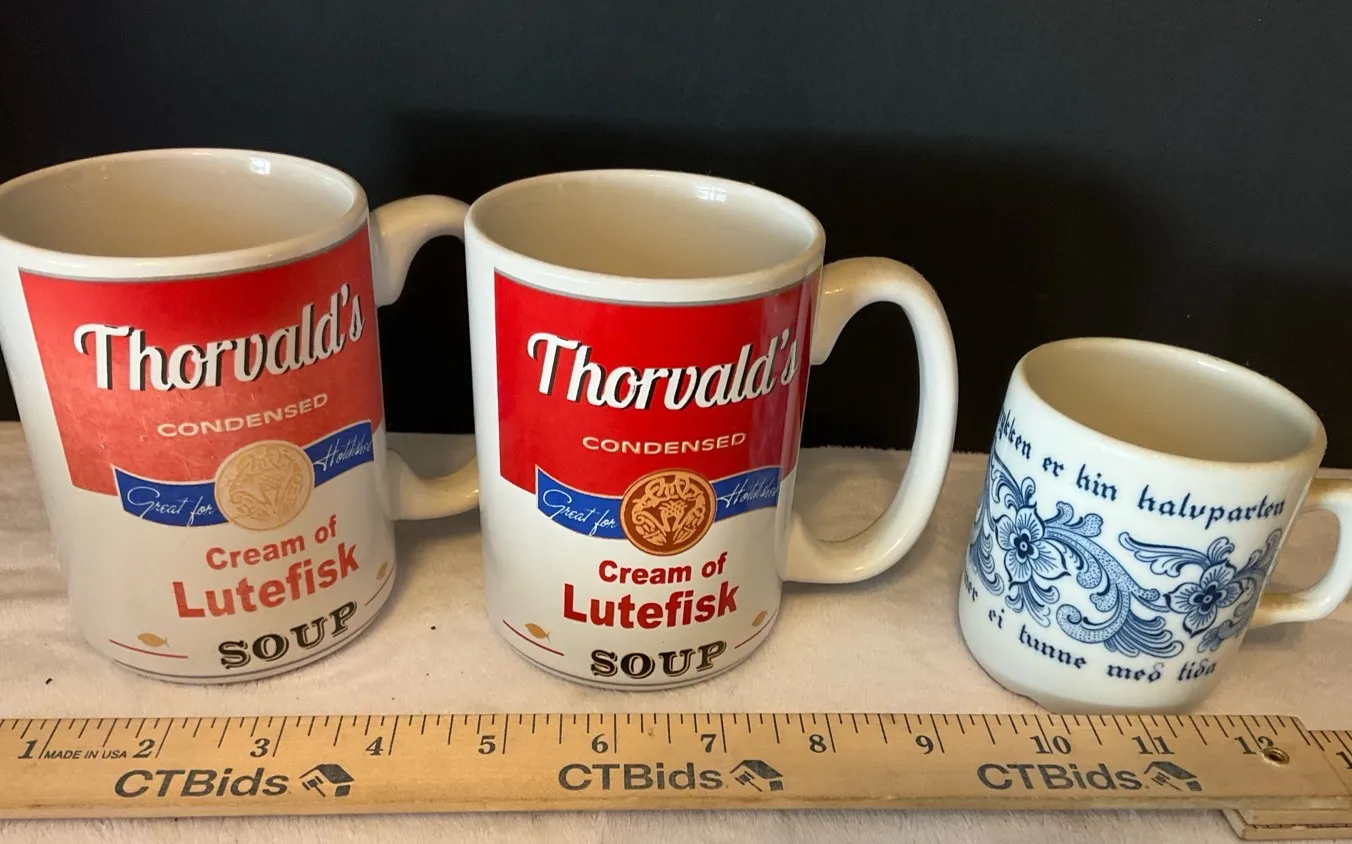 Thorvald's
CONDENSED
Great for Hotdishes
Cream of
Lutefisk
SOUP
Thorvald's
CONDENSED
Great for
Cream of
Lutefisk
SOUP
er hin halvparten
ei tunne med tida
1 MADE IN USA 2 3 4 5 6 7 8 9 10 11 12
CTBids CTBids CTBids